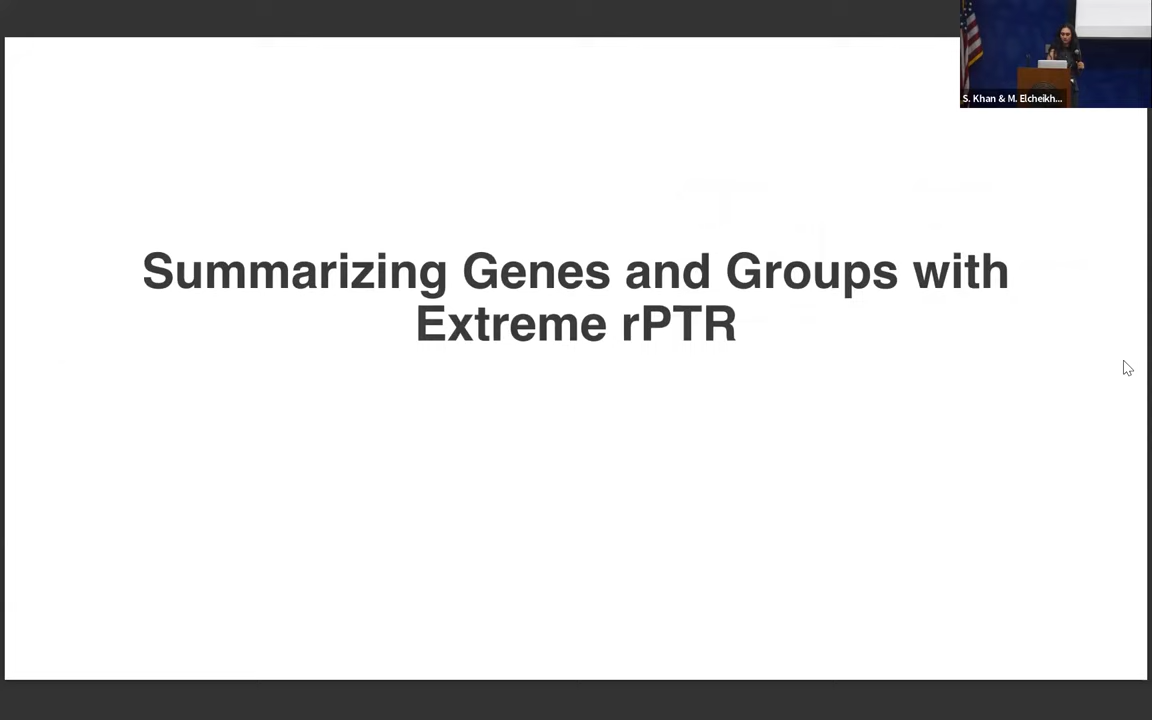 S. Khan & M. Elcheikh...
Summarizing Genes and Groups with
Extreme rPTR